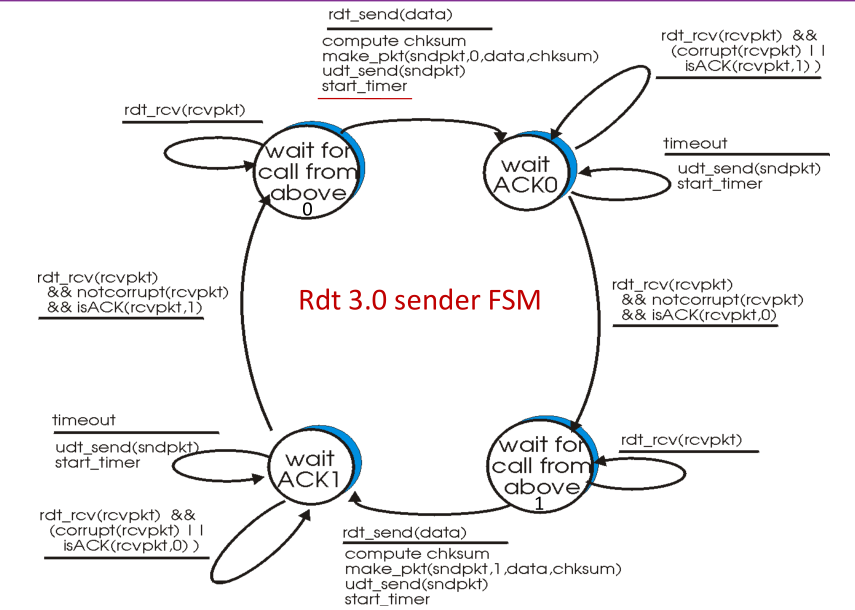 rdt_send(data)
compute chksum
make_pkt(sndpkt,0,data,chksum)
udt_send(sndpkt)
start_timer
rdt_rcv(rcvpkt) &&
(corrupt(rcvpkt) ||
isACK(rcvpkt,1) )
rdt_rcv(rcvpkt)
wait for
call from
above
0
wait
ACK0
timeout
udt_send(sndpkt)
start_timer
rdt_rcv(rcvpkt)
&& notcorrupt(rcvpkt)
&& isACK(rcvpkt,1)
Rdt 3.0 sender FSM
rdt_rcv(rcvpkt)
&& notcorrupt(rcvpkt)
&& isACK(rcvpkt,0)
timeout
udt_send(sndpkt)
start_timer
wait
ACK1
wait for
call from
above
1
rdt_rcv(rcvpkt)
rdt_rcv(rcvpkt) &&
(corrupt(rcvpkt) ||
isACK(rcvpkt,0) )
rdt_send(data)
compute chksum
make_pkt(sndpkt,1,data,chksum)
udt_send(sndpkt)
start_timer